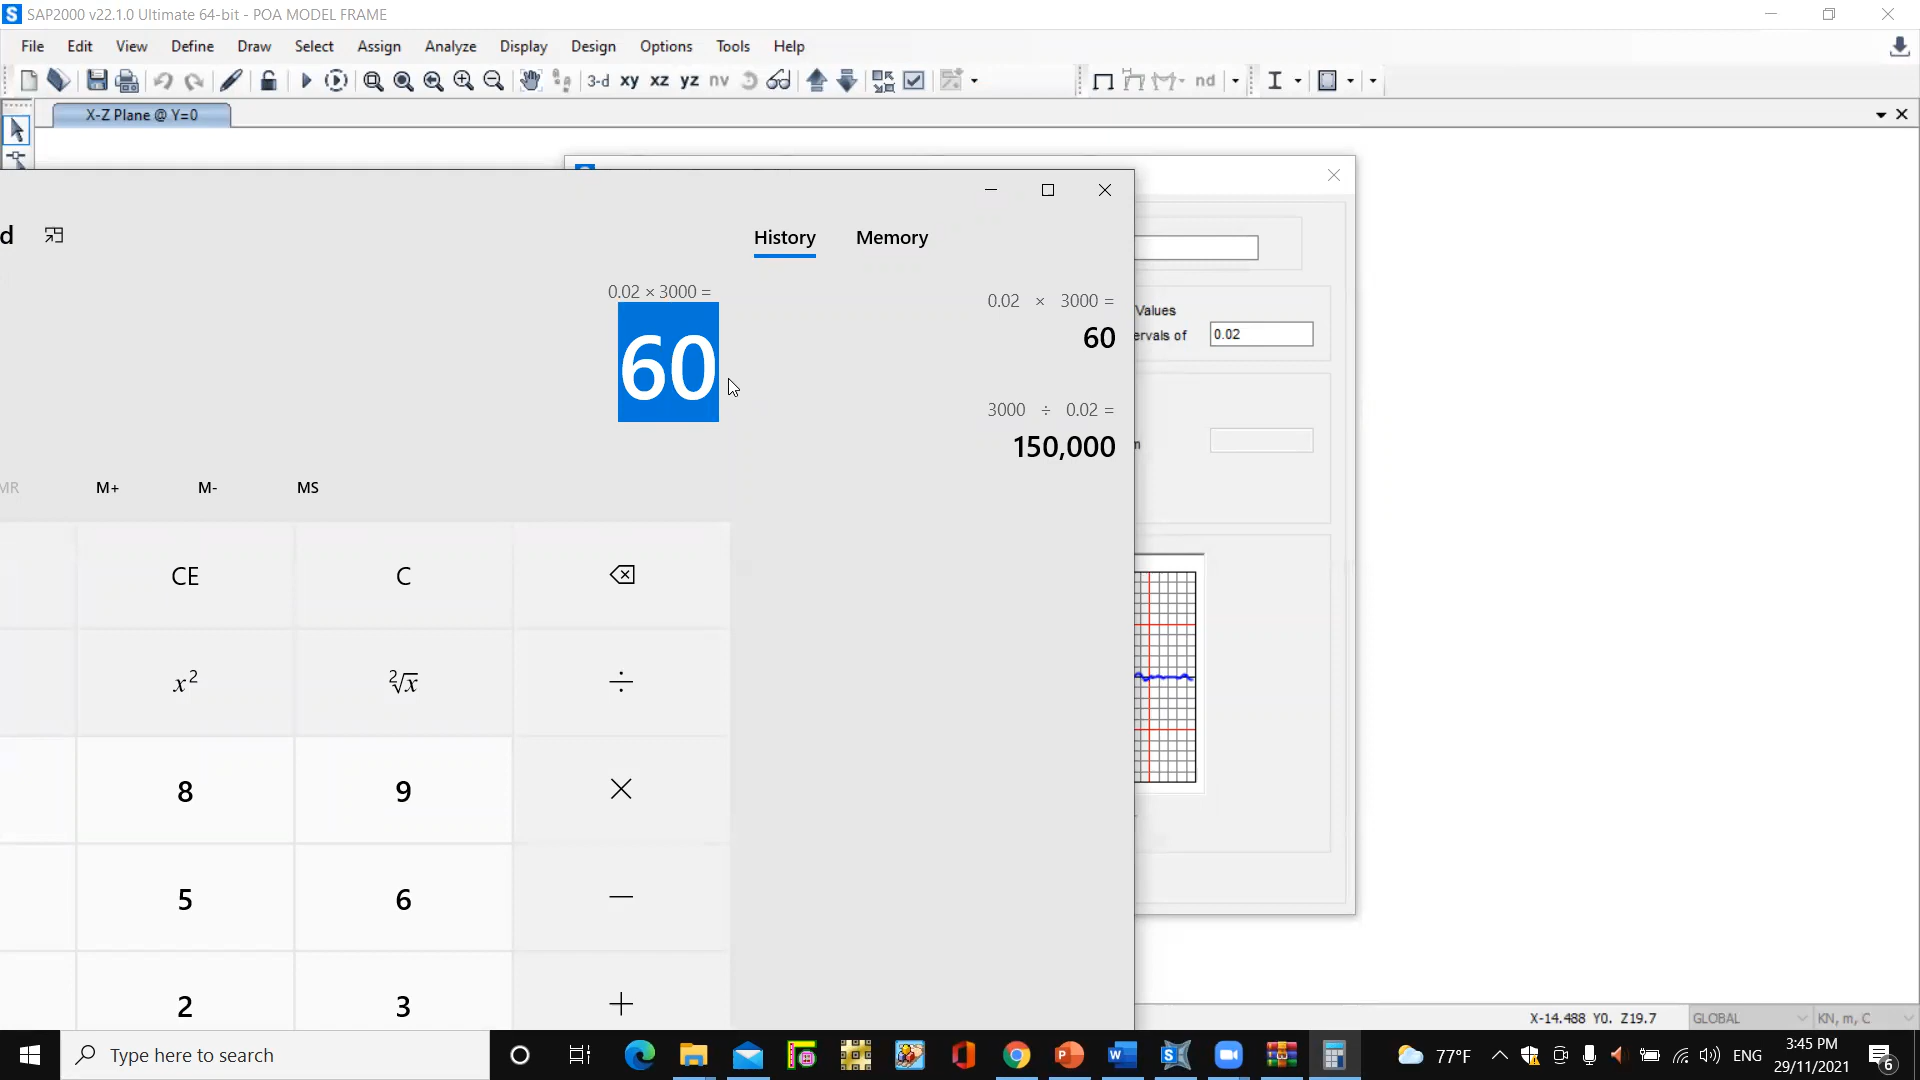 SAP2000 v22.1.0 Ultimate 64-bit - POA MODEL FRAME
File Edit View Define Draw Select Assign Analyze Display Design Options Tools Help
3-d xy xz yz nv nd
X-Z Plane @ Y=0
d
History Memory
0.02 × 3000 =
60
0.02 × 3000 =
60
3000 ÷ 0.02 =
150,000
Values
ervals of 0.02
m
MR M+ M- MS
CE C
x² ²√x ÷
8 9 ×
5 6 −
2 3 +
X-14.488 Y0. Z19.7 GLOBAL KN, m, C
Type here to search
77°F ENG
3:45 PM
29/11/2021
6